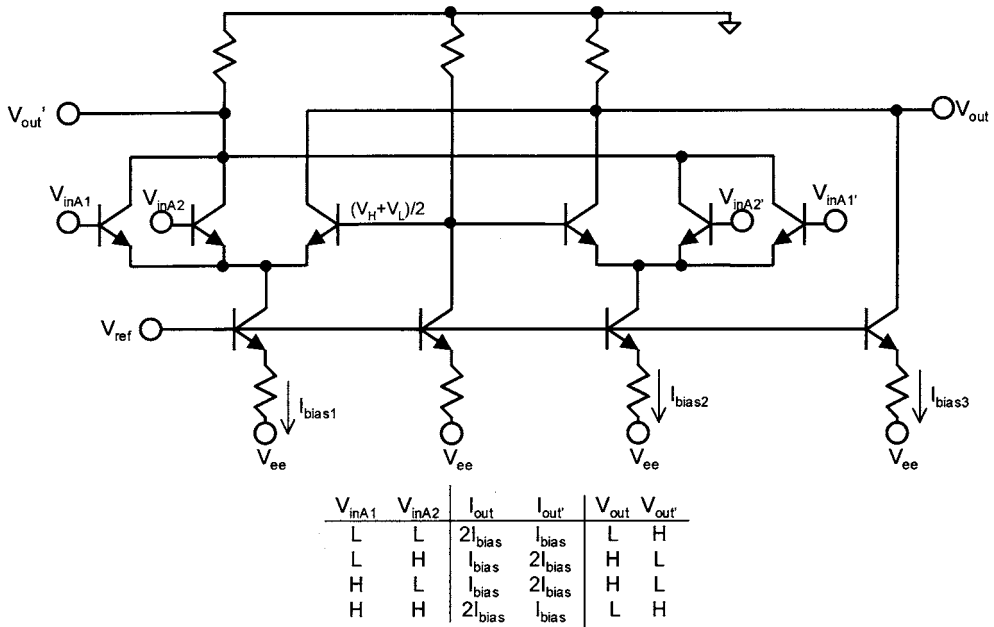 V_out'
V_out
V_inA1
V_inA2
(V_H+V_L)/2
V_inA2'
V_inA1'
V_ref
I_bias1
I_bias2
I_bias3
V_ee
V_ee
V_ee
V_ee
V_inA1 V_inA2 I_out I_out' V_out V_out'
L L 2I_bias I_bias L H
L H I_bias 2I_bias H L
H L I_bias 2I_bias H L
H H 2I_bias I_bias L H